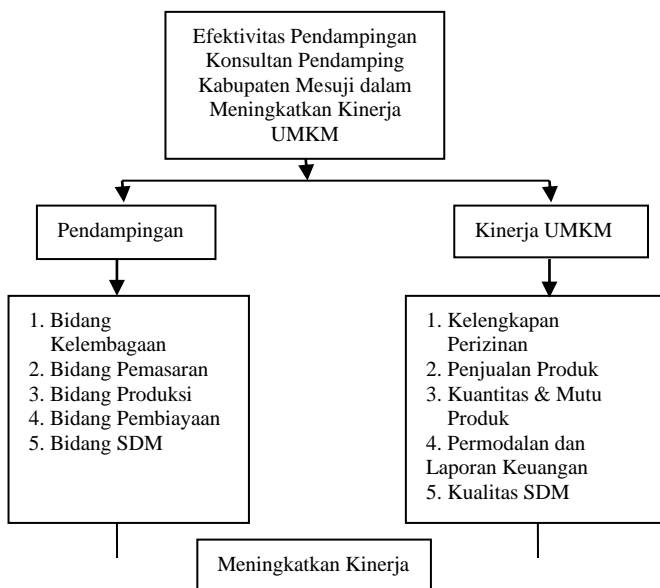 Efektivitas Pendampingan
Konsultan Pendamping
Kabupaten Mesuji dalam
Meningkatkan Kinerja
UMKM
Pendampingan
Kinerja UMKM
1. Bidang
Kelembagaan
2. Bidang Pemasaran
3. Bidang Produksi
4. Bidang Pembiayaan
5. Bidang SDM
1. Kelengkapan
Perizinan
2. Penjualan Produk
3. Kuantitas & Mutu
Produk
4. Permodalan dan
Laporan Keuangan
5. Kualitas SDM
Meningkatkan Kinerja